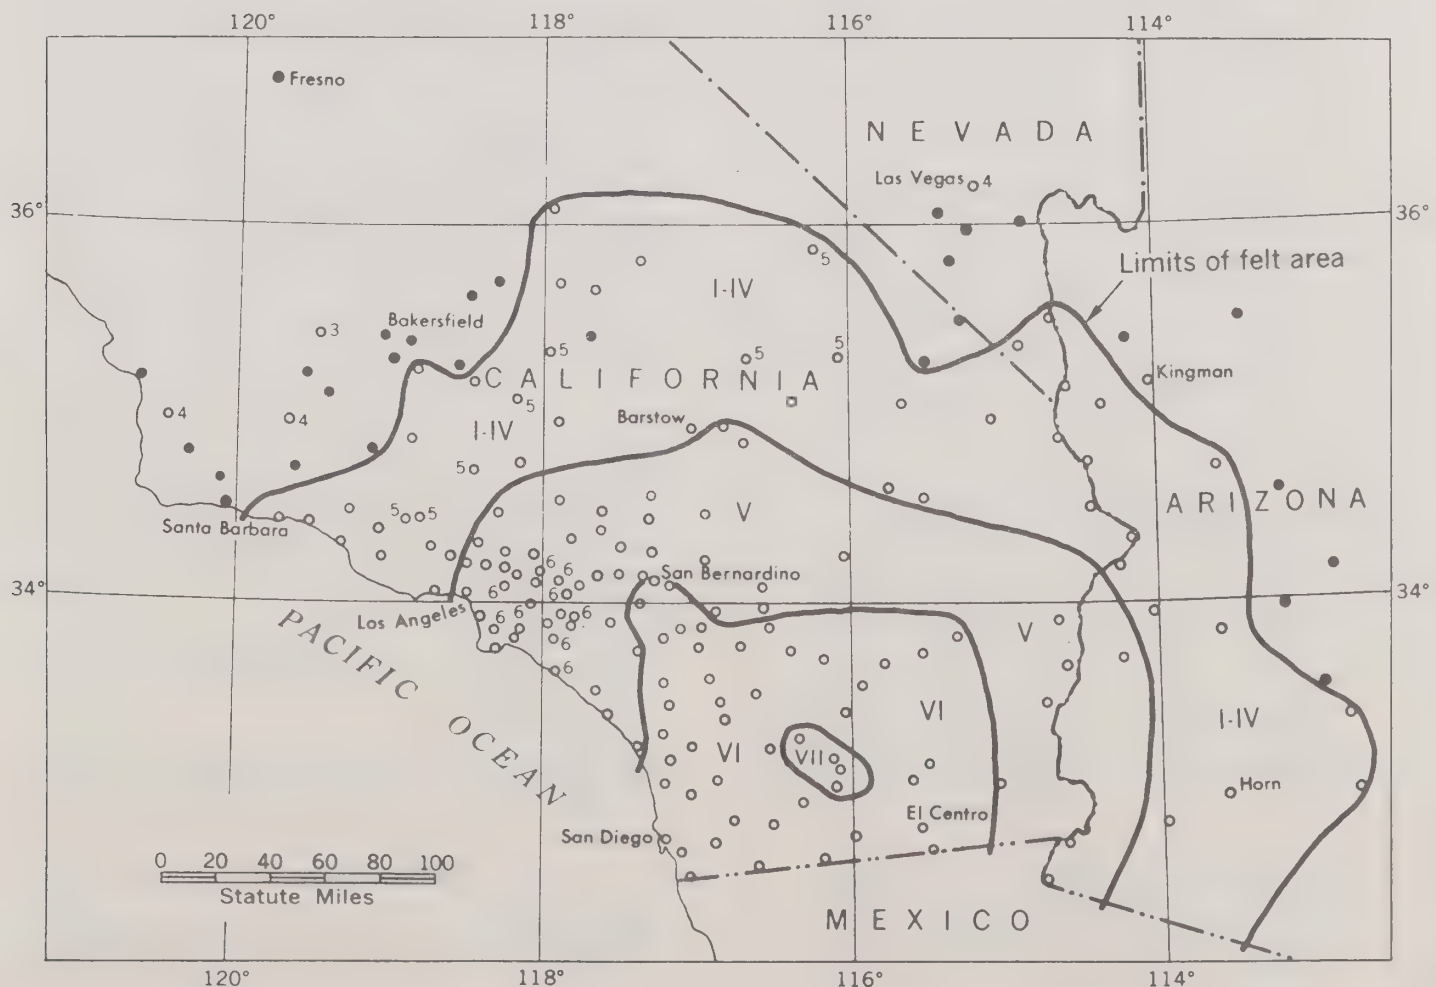 120° 118° 116° 114°
Fresno
NEVADA
Las Vegas 4
36° 36°
5
Limits of felt area
I-IV
3
Bakersfield
5 5 5
CALIFORNIA
Kingman
4 4
5
I-IV
Barstow
5
ARIZONA
Santa Barbara
5 5
V
6 6
San Bernardino
34° 34°
6
Los Angeles
6 6 6
V
6 6
6
PACIFIC OCEAN
VI
I-IV
VI
VII
Horn
El Centro
San Diego
0 20 40 60 80 100
Statute Miles
MEXICO
120° 118° 116° 114°